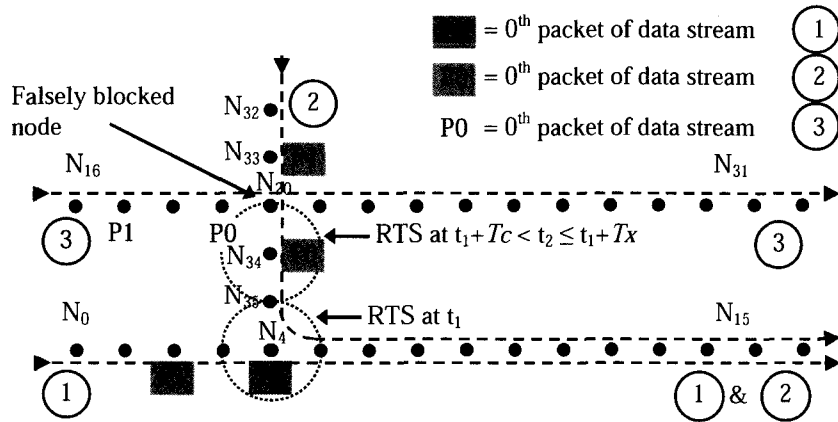 = 0th packet of data stream 1
= 0th packet of data stream 2
P0 = 0th packet of data stream 3
Falsely blocked
node
N32 2
N33
N16 N20 N31
3 P1 P0 RTS at t1+Tc < t2 ≤ t1+Tx 3
N34
N35
N0 N4 RTS at t1 N15
1 1 & 2